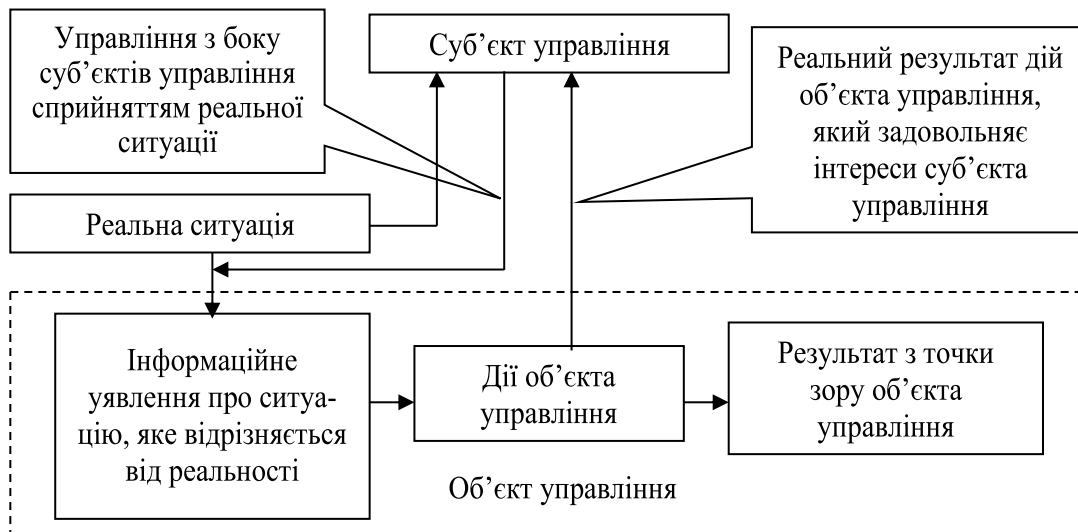 Управління з боку
суб’єктів управління
сприйняттям реальної
ситуації
Суб’єкт управління
Реальний результат дій
об’єкта управління,
який задовольняє
інтереси суб’єкта
управління
Реальна ситуація
Інформаційне
уявлення про ситуа-
цію, яке відрізняється
від реальності
Дії об’єкта
управління
Результат з точки
зору об’єкта
управління
Об’єкт управління